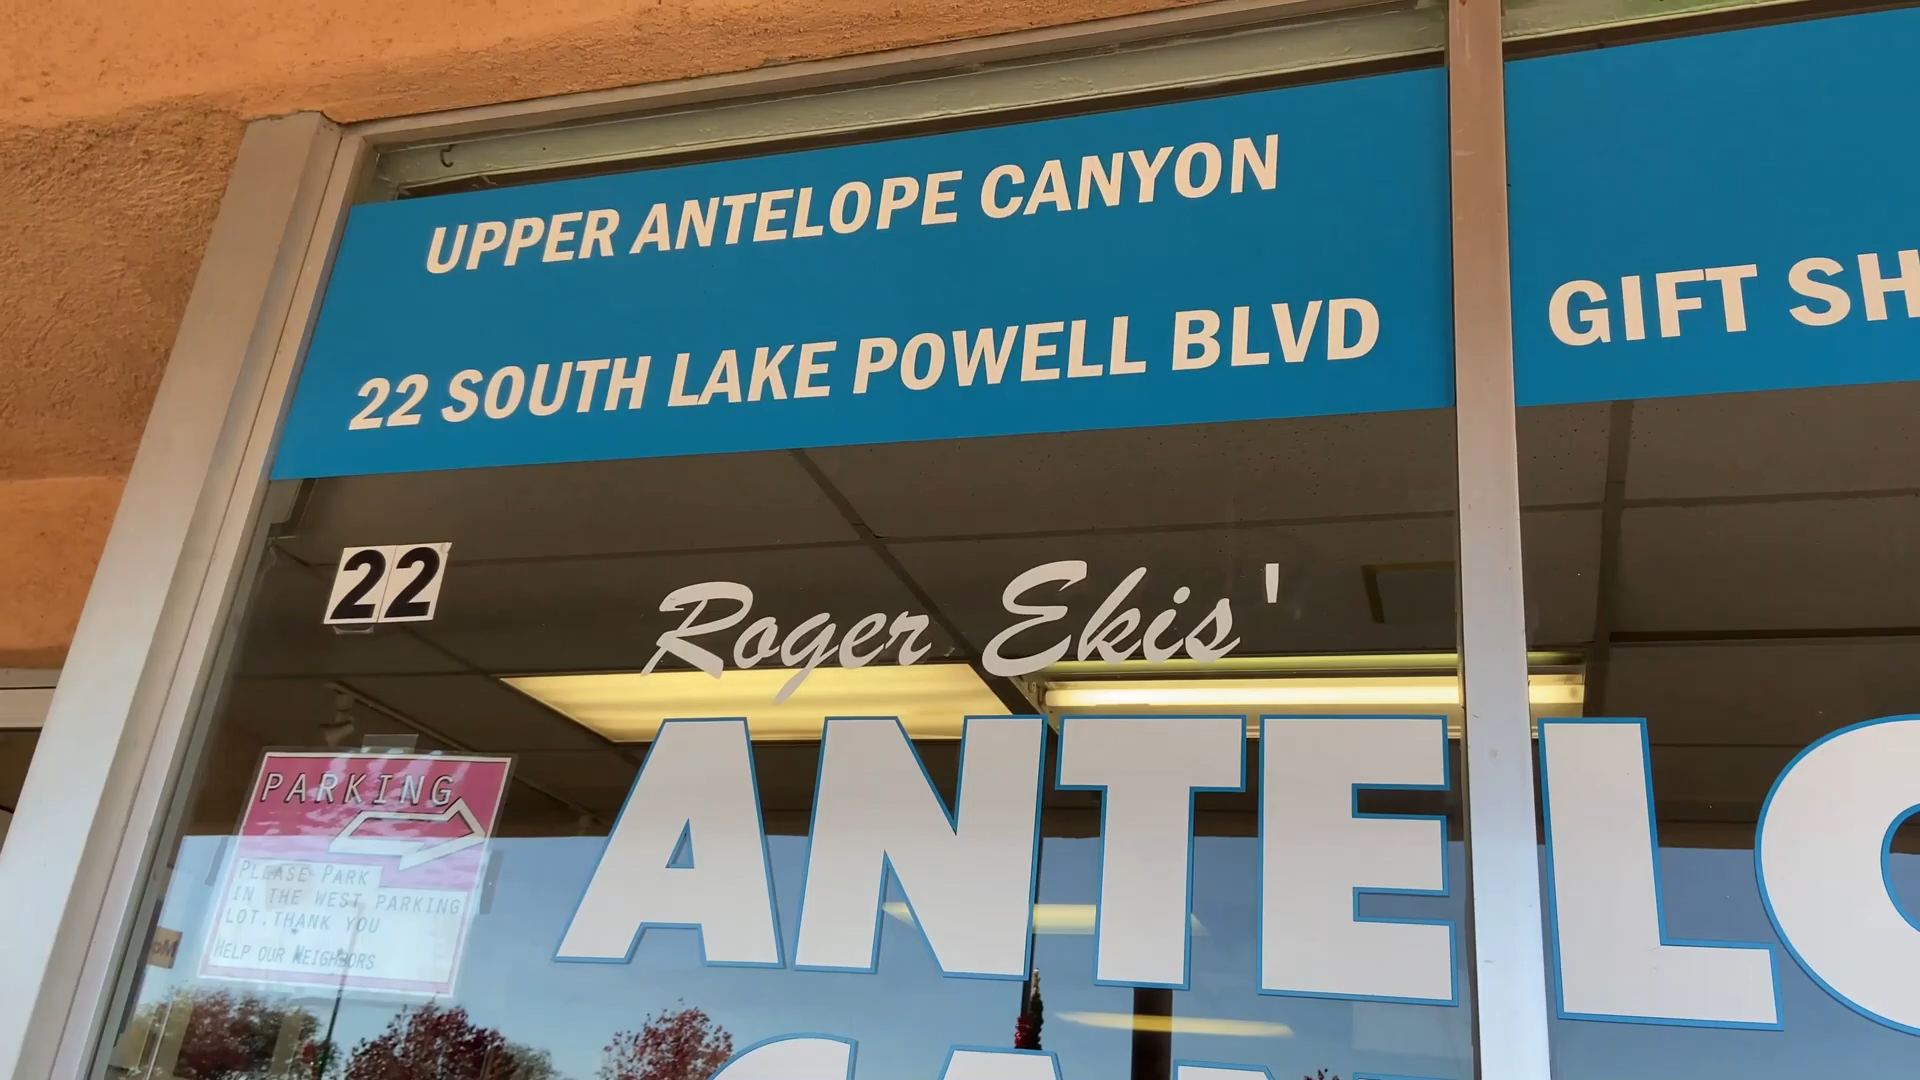 UPPER ANTELOPE CANYON
22 SOUTH LAKE POWELL BLVD
GIFT SH
22
Roger Ekis'
ANTELO
PARKING
PLEASE PARK
IN THE WEST PARKING
LOT. THANK YOU
HELP OUR NEIGHBORS
CAN